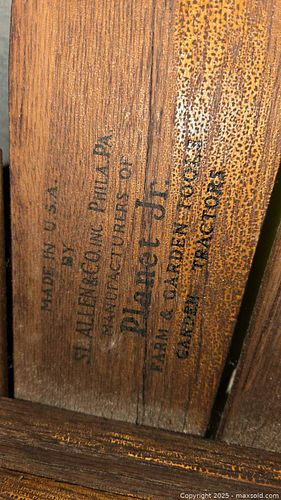 MADE IN U.S.A.
BY
S.L. ALLEN & CO. INC PHILA. PA
MANUFACTURERS OF
Planet Jr.
FARM & GARDEN TOOLS
GARDEN TRACTORS
Copyright © 2025 - maxsold.com